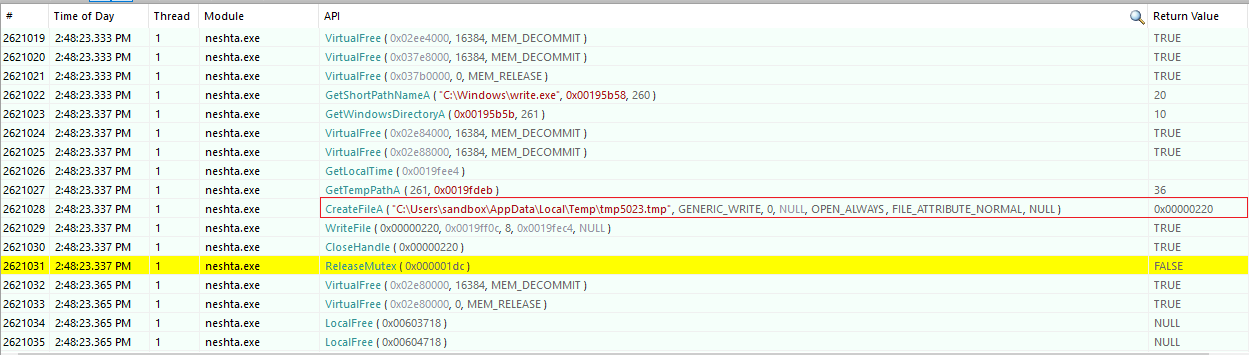 # Time of Day Thread Module API Return Value
2621019 2:48:23.333 PM 1 neshta.exe VirtualFree ( 0x02ee4000, 16384, MEM_DECOMMIT ) TRUE
2621020 2:48:23.337 PM 1 neshta.exe VirtualFree ( 0x037e8000, 16384, MEM_DECOMMIT ) TRUE
2621021 2:48:23.337 PM 1 neshta.exe VirtualFree ( 0x037b0000, 0, MEM_RELEASE ) TRUE
2621022 2:48:23.337 PM 1 neshta.exe GetShortPathNameA ( "C:\Windows\write.exe", 0x00195b58, 260 ) 20
2621023 2:48:23.337 PM 1 neshta.exe GetWindowsDirectoryA ( 0x00195b5b, 261 ) 10
2621024 2:48:23.337 PM 1 neshta.exe VirtualFree ( 0x02e84000, 16384, MEM_DECOMMIT ) TRUE
2621025 2:48:23.337 PM 1 neshta.exe VirtualFree ( 0x02e88000, 16384, MEM_DECOMMIT ) TRUE
2621026 2:48:23.337 PM 1 neshta.exe GetLocalTime ( 0x0019fee4 )
2621027 2:48:23.337 PM 1 neshta.exe GetTempPathA ( 261, 0x0019fdeb ) 36
2621028 2:48:23.337 PM 1 neshta.exe CreateFileA ( "C:\Users\sandbox\AppData\Local\Temp\tmp5023.tmp", GENERIC_WRITE, 0, NULL, OPEN_ALWAYS, FILE_ATTRIBUTE_NORMAL, NULL ) 0x00000220
2621029 2:48:23.337 PM 1 neshta.exe WriteFile ( 0x00000220, 0x0019ff0c, 8, 0x0019fec4, NULL ) TRUE
2621030 2:48:23.337 PM 1 neshta.exe CloseHandle ( 0x00000220 ) TRUE
2621031 2:48:23.337 PM 1 neshta.exe ReleaseMutex ( 0x000001dc ) FALSE
2621032 2:48:23.365 PM 1 neshta.exe VirtualFree ( 0x02e80000, 16384, MEM_DECOMMIT ) TRUE
2621033 2:48:23.365 PM 1 neshta.exe VirtualFree ( 0x02e80000, 0, MEM_RELEASE ) TRUE
2621034 2:48:23.365 PM 1 neshta.exe LocalFree ( 0x00603718 ) NULL
2621035 2:48:23.365 PM 1 neshta.exe LocalFree ( 0x00604718 ) NULL